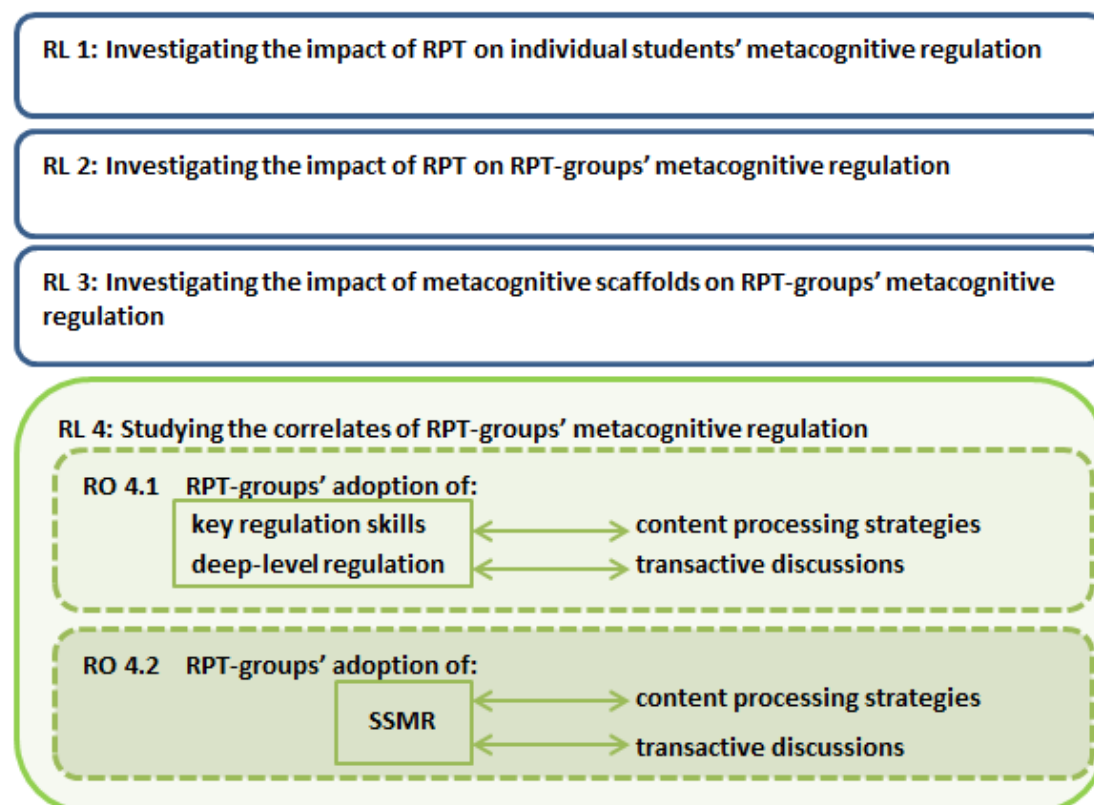 RL 1: Investigating the impact of RPT on individual students’ metacognitive regulation
RL 2: Investigating the impact of RPT on RPT-groups’ metacognitive regulation
RL 3: Investigating the impact of metacognitive scaffolds on RPT-groups’ metacognitive
regulation
RL 4: Studying the correlates of RPT-groups’ metacognitive regulation
RO 4.1 RPT-groups’ adoption of:
key regulation skills content processing strategies
deep-level regulation transactive discussions
RO 4.2 RPT-groups’ adoption of:
content processing strategies
SSMR
transactive discussions